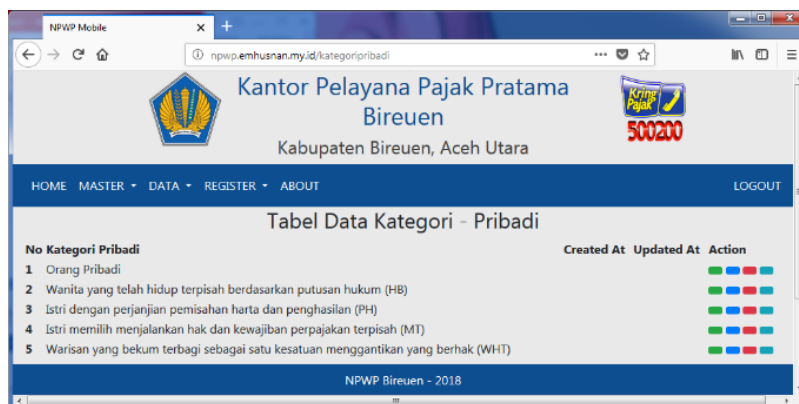 NPWP Mobile
npwp.emhusnan.my.id/kategoripribadi
Kantor Pelayana Pajak Pratama
Bireuen
Kabupaten Bireuen, Aceh Utara
Kring
Pajak
500200
HOME MASTER DATA REGISTER ABOUT LOGOUT
Tabel Data Kategori - Pribadi
No Kategori Pribadi Created At Updated At Action
1 Orang Pribadi
2 Wanita yang telah hidup terpisah berdasarkan putusan hukum (HB)
3 Istri dengan perjanjian pemisahan harta dan penghasilan (PH)
4 Istri memilih menjalankan hak dan kewajiban perpajakan terpisah (MT)
5 Warisan yang bekum terbagi sebagai satu kesatuan menggantikan yang berhak (WHT)
NPWP Bireuen - 2018